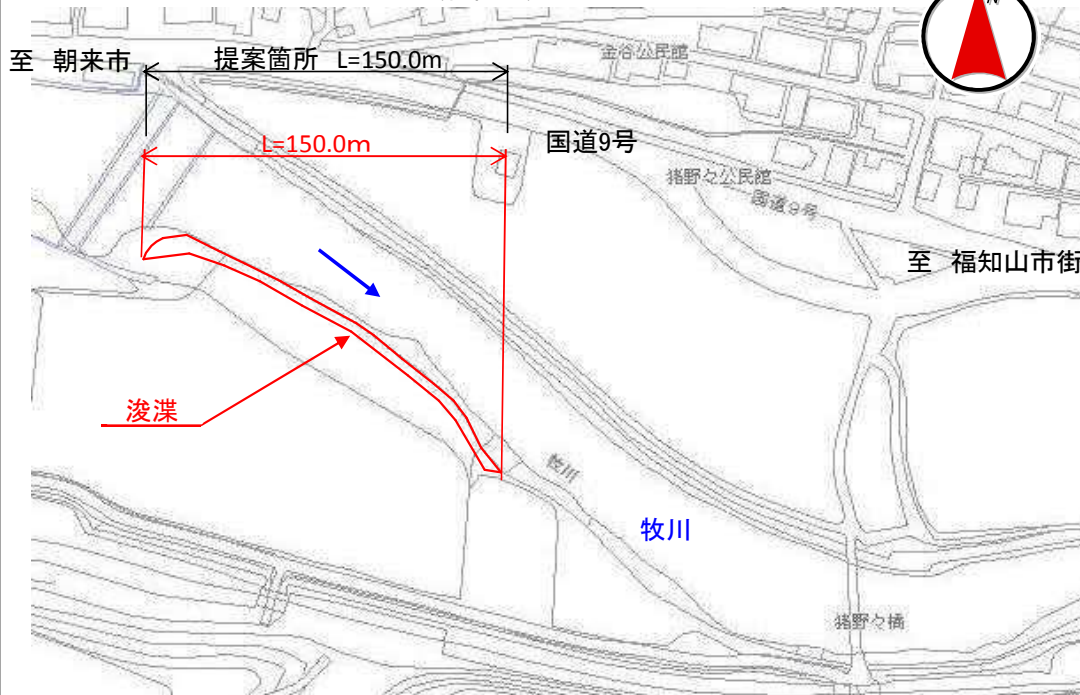 N
至 朝来市
提案箇所 L=150.0m
金谷公民館
L=150.0m
国道9号
猪野々公民館
国道9号
至 福知山市街
浚渫
牧川
牧川
猪野々橋